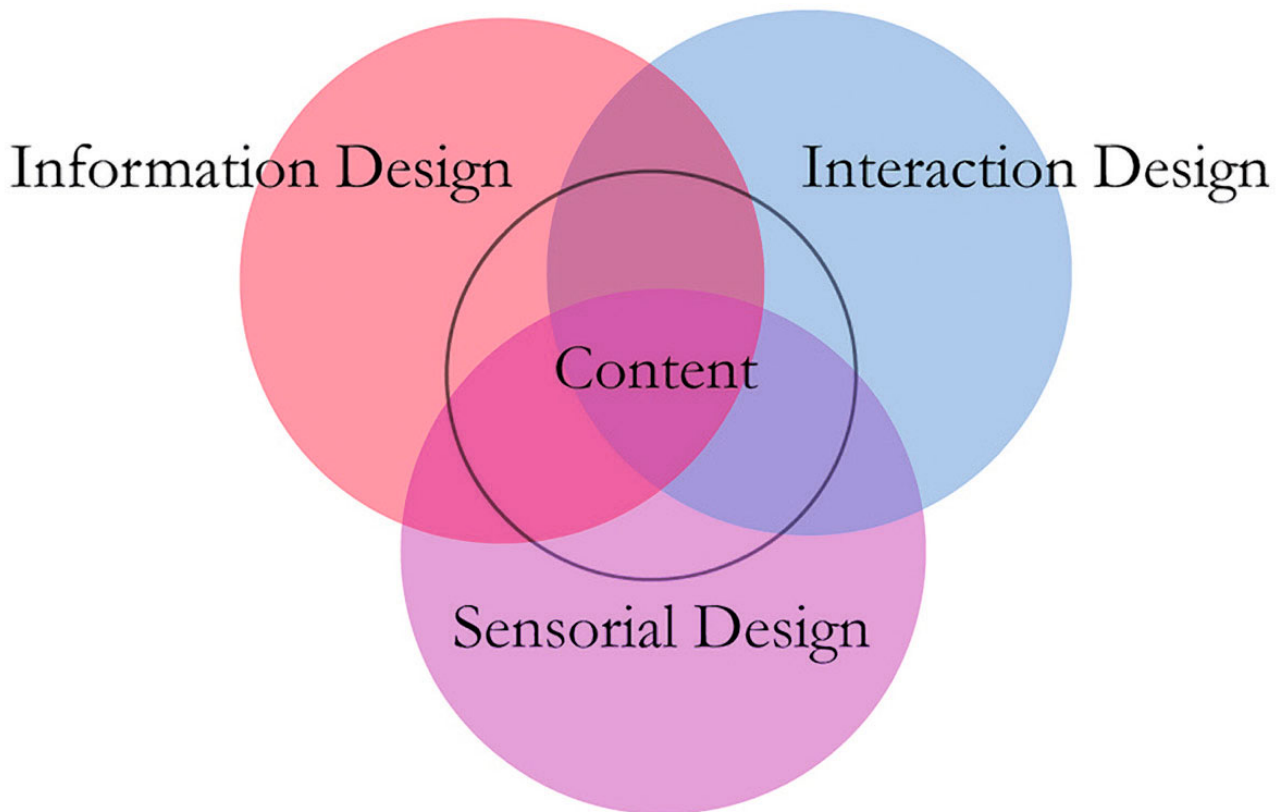 Information Design
Interaction Design
Content
Sensorial Design